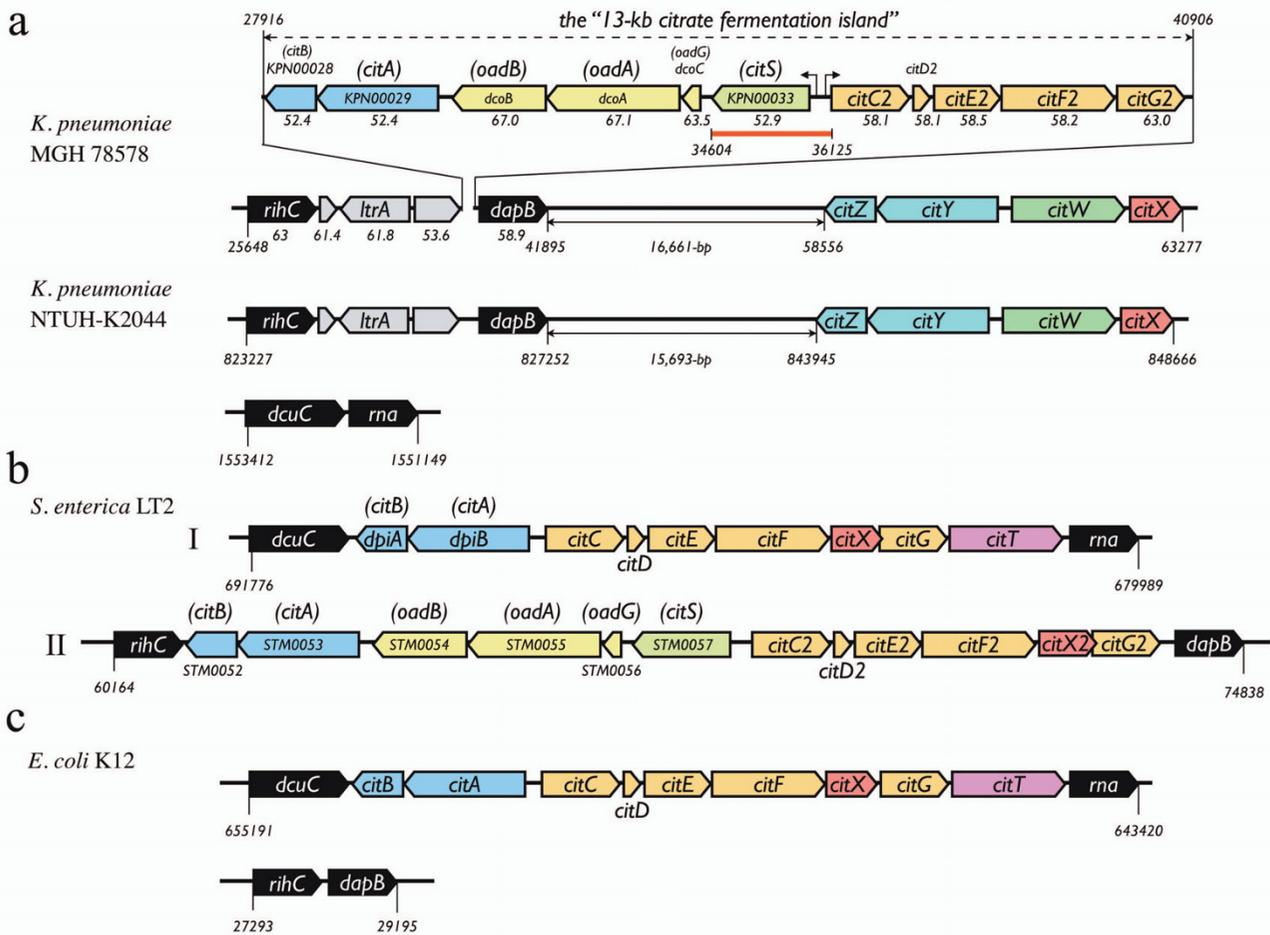 a
27916 the "13-kb citrate fermentation island" 40906
(citB) (citA) (oadB) (oadA) (oadG) (citS) citD2
KPN00028 KPN00029 dcoB dcoA dcoC KPN00033 citC2 citE2 citF2 citG2
52.4 52.4 67.0 67.1 63.5 52.9 58.1 58.1 58.5 58.2 63.0
34604 36125
K. pneumoniae
MGH 78578
rihC ltrA dapB citZ citY citW citX
63 61.4 61.8 53.6 58.9
25648 41895 16,661-bp 58556 63277
K. pneumoniae
NTUH-K2044
rihC ltrA dapB citZ citY citW citX
823227 827252 15,693-bp 843945 848666
dcuC rna
1553412 1551149
b
S. enterica LT2
(citB) (citA)
I dcuC dpiA dpiB citC citE citF citX citG citT rna
citD
691776 679989
(citB) (citA) (oadB) (oadA) (oadG) (citS)
II rihC STM0053 STM0054 STM0055 STM0057 citC2 citE2 citF2 citX2 citG2 dapB
STM0052 STM0056 citD2
60164 74838
c
E. coli K12
dcuC citB citA citC citE citF citX citG citT rna
citD
655191 643420
rihC dapB
27293 29195